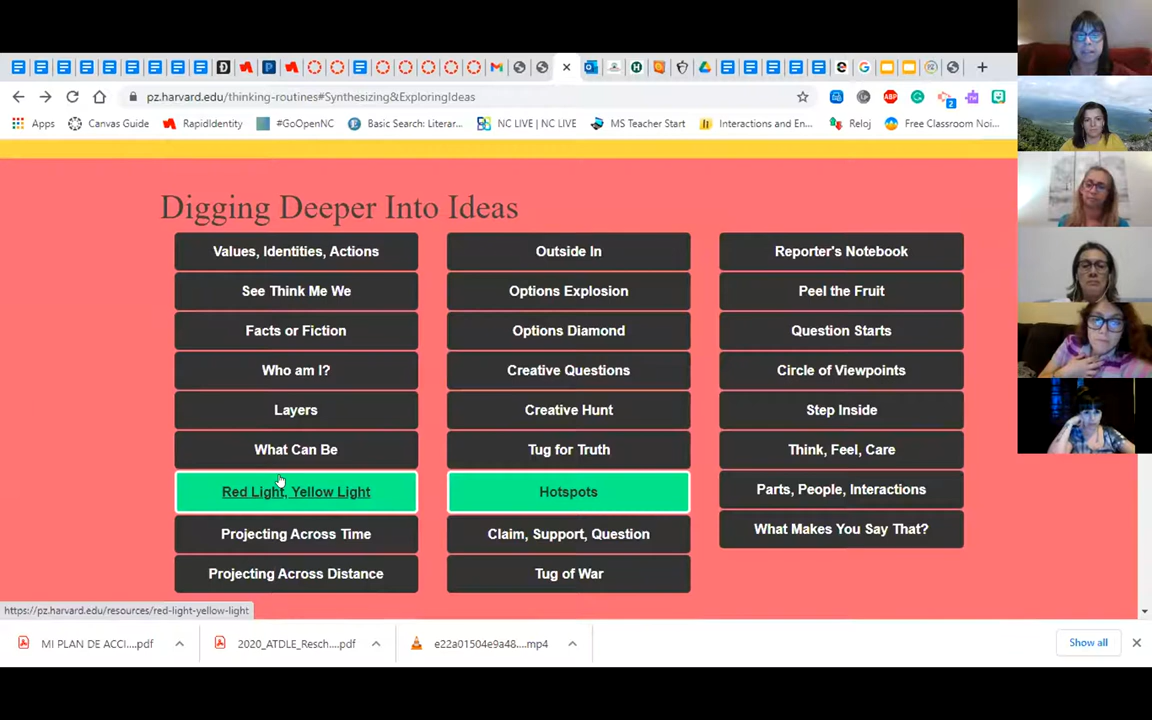 pz.harvard.edu/thinking-routines#Synthesizing&ExploringIdeas
Apps Canvas Guide RapidIdentity #GoOpenNC Basic Search: Literar... NC LIVE | NC LIVE MS Teacher Start Interactions and En... Reloj Free Classroom Noi...
Digging Deeper Into Ideas
Values, Identities, Actions
See Think Me We
Facts or Fiction
Who am I?
Layers
What Can Be
Red Light, Yellow Light
Projecting Across Time
Projecting Across Distance
Outside In
Options Explosion
Options Diamond
Creative Questions
Creative Hunt
Tug for Truth
Hotspots
Claim, Support, Question
Tug of War
Reporter's Notebook
Peel the Fruit
Question Starts
Circle of Viewpoints
Step Inside
Think, Feel, Care
Parts, People, Interactions
What Makes You Say That?
https://pz.harvard.edu/resources/red-light-yellow-light
MI PLAN DE ACCI....pdf 2020_ATDLE_Resch....pdf e22a01504e9a48....mp4 Show all